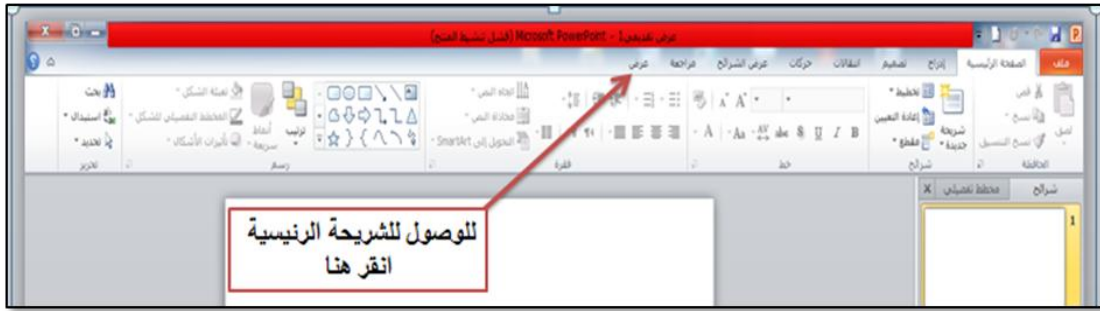 عرض تقديمي1 - Microsoft PowerPoint (فشل تنشيط المنتج)
ملف الصفحة الرئيسية إدراج تصميم انتقالات حركات عرض الشرائح مراجعة عرض
قص تخطيط اتجاه النص تعبئة الشكل بحث
نسخ إعادة التعيين محاذاة النص المخطط التفصيلي للشكل استبدال
لصق نسخ التنسيق شريحة جديدة مقطع التحويل إلى SmartArt ترتيب أنماط سريعة تأثيرات الأشكال تحديد
الحافظة شرائح خط فقرة رسم تحرير
شرائح مخطط تفصيلي
1
للوصول للشريحة الرئيسية
انقر هنا